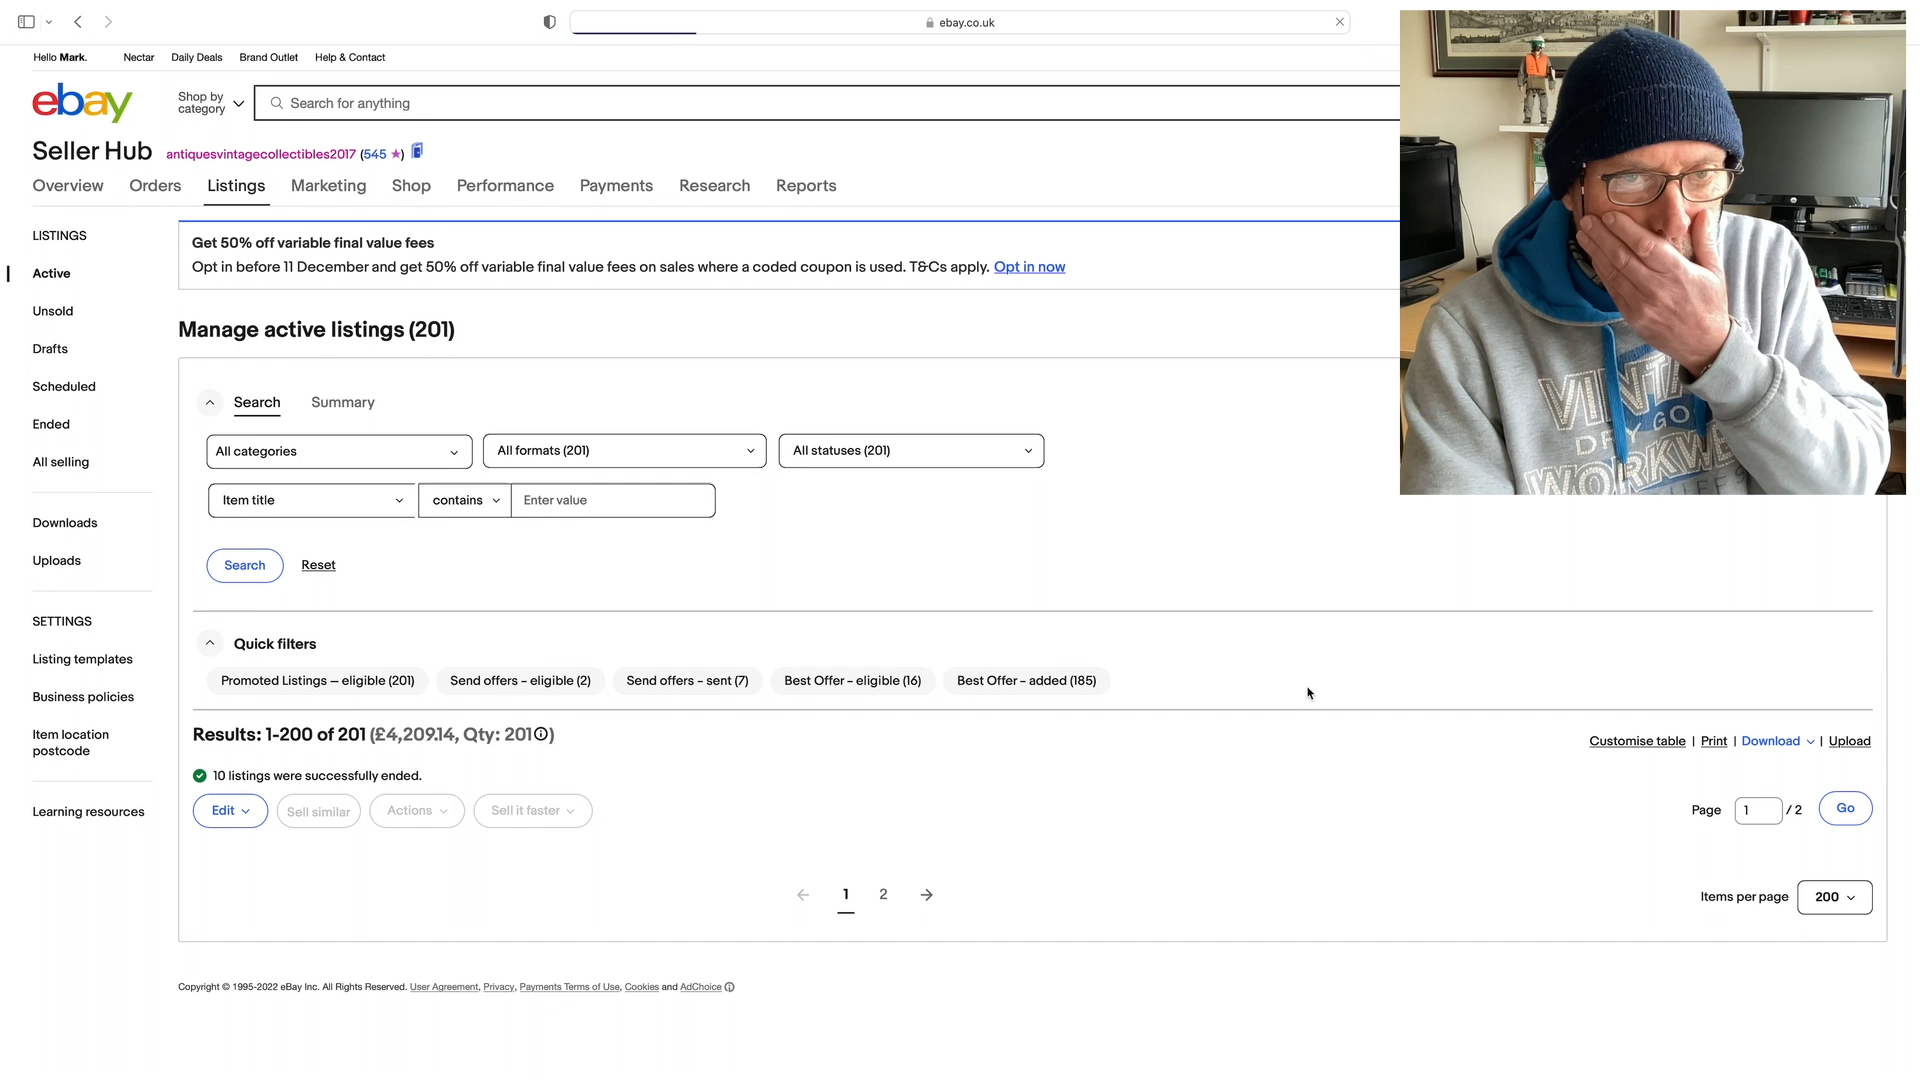 ebay.co.uk
Hello Mark.
Nectar
Daily Deals
Brand Outlet
Help & Contact
ebay
Shop by
category
Search for anything
Seller Hub
antiquesvintagecollectibles2017 (545 ★)
Overview
Orders
Listings
Marketing
Shop
Performance
Payments
Research
Reports
LISTINGS
Active
Unsold
Drafts
Scheduled
Ended
All selling
Downloads
Uploads
SETTINGS
Listing templates
Business policies
Item location
postcode
Learning resources
Get 50% off variable final value fees
Opt in before 11 December and get 50% off variable final value fees on sales where a coded coupon is used. T&Cs apply. Opt in now
Manage active listings (201)
Search
Summary
All categories
All formats (201)
All statuses (201)
Item title
contains
Enter value
Search
Reset
Quick filters
Promoted Listings – eligible (201)
Send offers - eligible (2)
Send offers - sent (7)
Best Offer - eligible (16)
Best Offer - added (185)
Results: 1-200 of 201 (£4,209.14, Qty: 201)
Customise table | Print | Download | Upload
10 listings were successfully ended.
Edit
Sell similar
Actions
Sell it faster
Page 1 / 2 Go
1
2
Items per page 200
Copyright © 1995-2022 eBay Inc. All Rights Reserved. User Agreement, Privacy, Payments Terms of Use, Cookies and AdChoice